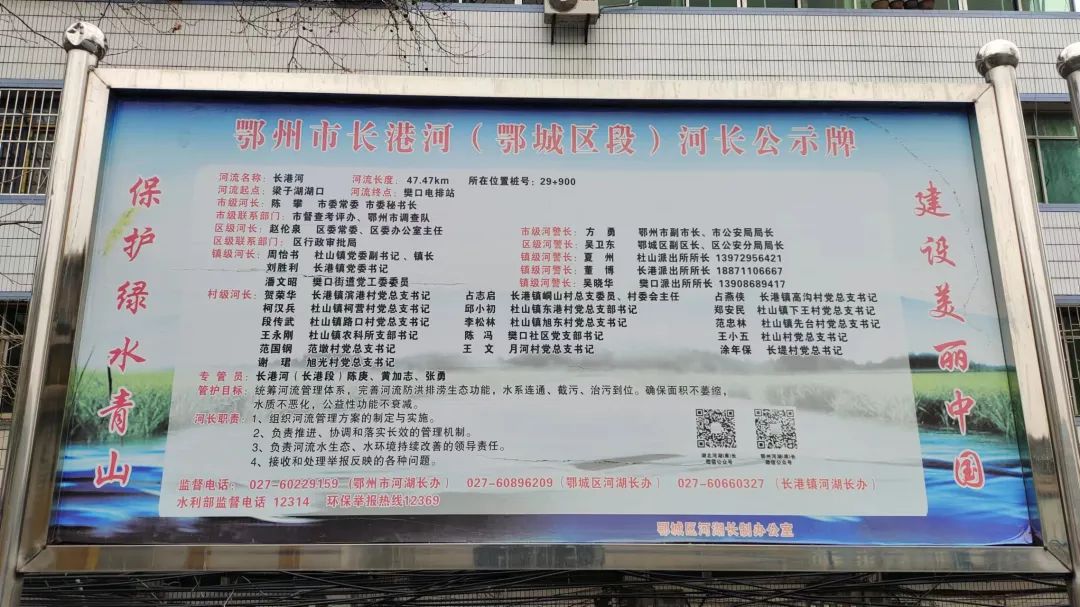 鄂州市长港河（鄂城区段）河长公示牌
保护绿水青山
河流名称：长港河 河流长度：47.47km 所在位置桩号：29+900
河流起点：梁子湖湖口 河流终点：樊口电排站
市级河长：陈 攀 市委常委 市委秘书长
市级联系部门：市督查考评办、鄂州市调查队
区级河长：赵伦泉 区委常委、区委办公室主任
区级联系部门：区行政审批局
镇级河长：周怡书 杜山镇党委副书记、镇长
刘胜利 长港镇党委书记
潘文昭 樊口街道党工委委员
市级河警长：方 勇 鄂州市副市长、市公安局局长
区级河警长：吴卫东 鄂城区副区长、区公安分局局长
镇级河警长：夏 州 杜山派出所所长 13972956421
镇级河警长：董 博 长港派出所所长 18871106667
镇级河警长：吴晓华 樊口派出所所长 13908689417
村级河长：贺荣华 长港镇滨港村党总支书记 占志启 长港镇峒山村总支委员、村委会主任 占燕侠 长港镇高沟村党总支书记
柯汉兵 杜山镇柯营村党总支书记 邱小初 杜山镇东港村党总支部书记 郑安民 杜山镇下王村党总支书记
段传武 杜山镇路口村党总支书记 李松林 杜山镇旭东村党总支书记 范忠林 杜山镇先台村党总支书记
王永刚 杜山镇农科所支部书记 陈 冯 樊口社区党支部书记 王小五 杜山村党总支书记
范国钢 范墩村党总支书记 王 文 月河村党总支书记 涂年保 长堤村党总支书记
谢 珺 旭光村党总支书记
专 管 员：长港河（长港段）陈庚、黄加志、张勇
管护目标：统筹河流管理体系，完善河流防洪排涝生态功能，水系连通、截污、治污到位。确保面积不萎缩，
水质不恶化，公益性功能不衰减。
河长职责：1、组织河流管理方案的制定与实施。
2、负责推进、协调和落实长效的管理机制。
3、负责河流水生态、水环境持续改善的领导责任。
4、接收和处理举报反映的各种问题。
湖北河湖(库)长
微信公众号
鄂州河湖(库)长
微信公众号
监督电话：027-60229159（鄂州市河湖长办） 027-60896209（鄂城区河湖长办） 027-60660327（长港镇河湖长办）
水利部监督电话 12314 环保举报热线12369
鄂城区河湖长制办公室
建设美丽中国